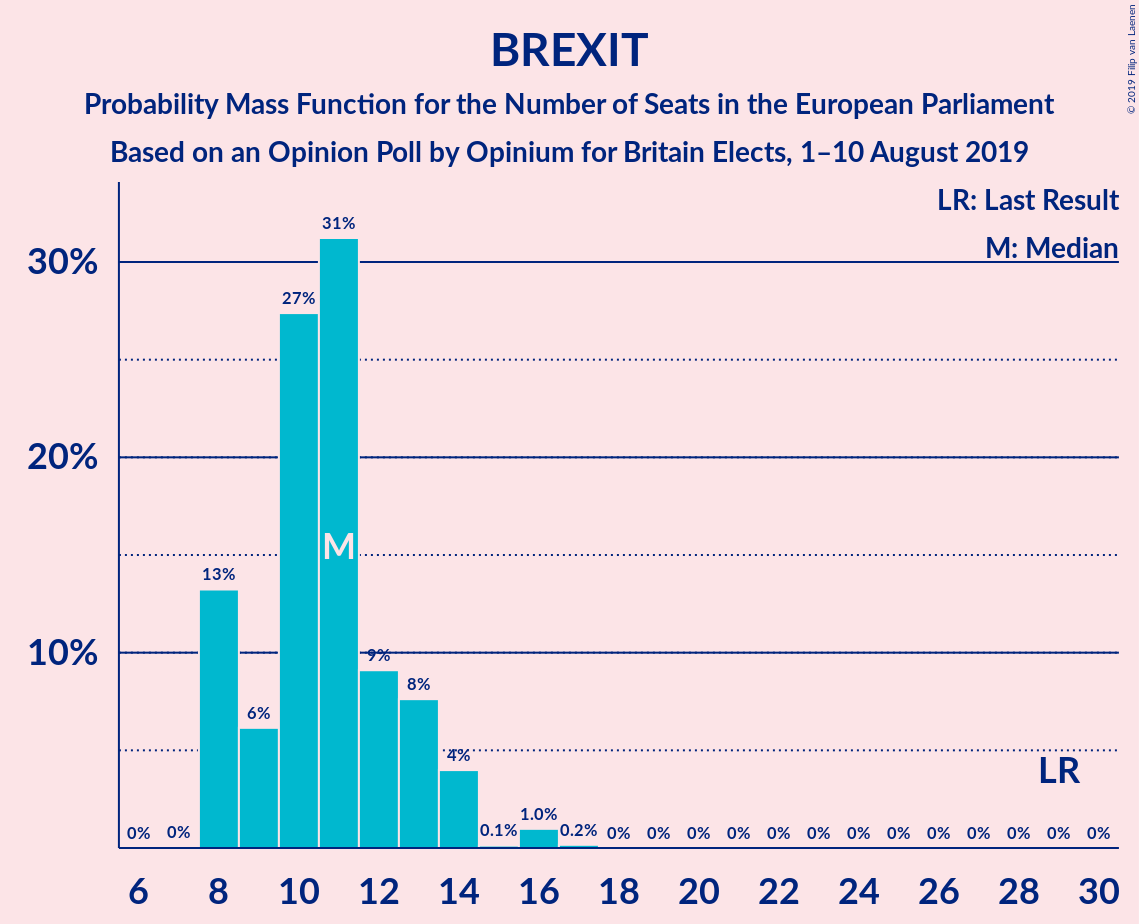 BREXIT
Probability Mass Function for the Number of Seats in the European Parliament
Based on an Opinion Poll by Opinium for Britain Elects, 1–10 August 2019
© 2019 Filip van Laenen
LR: Last Result
M: Median
30%
20%
10%
0% 0% 13% 6% 27% 31% 9% 8% 4% 0.1% 1.0% 0.2% 0% 0% 0% 0% 0% 0% 0% 0% 0% 0% 0% 0% 0%
M
LR
6 8 10 12 14 16 18 20 22 24 26 28 30